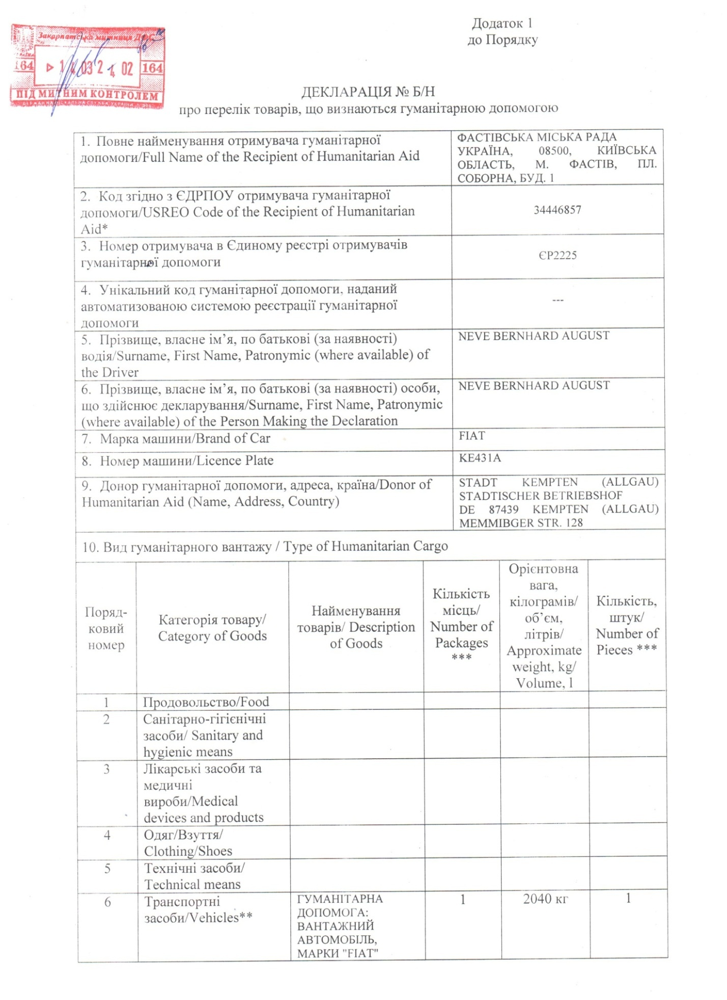 Додаток 1
до Порядку
Закарпатська митниця
164
14 03 2 4 02
164
ПІД МИТНИМ КОНТРОЛЕМ
ДЕКЛАРАЦІЯ № Б/Н
про перелік товарів, що визнаються гуманітарною допомогою
1. Повне найменування отримувача гуманітарної
допомоги/Full Name of the Recipient of Humanitarian Aid
ФАСТІВСЬКА МІСЬКА РАДА
УКРАЇНА, 08500, КИЇВСЬКА
ОБЛАСТЬ, М. ФАСТІВ, ПЛ.
СОБОРНА, БУД. 1
2. Код згідно з ЄДРПОУ отримувача гуманітарної
допомоги/USREO Code of the Recipient of Humanitarian
Aid*
34446857
3. Номер отримувача в Єдиному реєстрі отримувачів
гуманітарної допомоги
ЄР2225
4. Унікальний код гуманітарної допомоги, наданий
автоматизованою системою реєстрації гуманітарної
допомоги
---
5. Прізвище, власне ім’я, по батькові (за наявності)
водія/Surname, First Name, Patronymic (where available) of
the Driver
NEVE BERNHARD AUGUST
6. Прізвище, власне ім’я, по батькові (за наявності) особи,
що здійснює декларування/Surname, First Name, Patronymic
(where available) of the Person Making the Declaration
NEVE BERNHARD AUGUST
7. Марка машини/Brand of Car
FIAT
8. Номер машини/Licence Plate
KE431A
9. Донор гуманітарної допомоги, адреса, країна/Donor of
Humanitarian Aid (Name, Address, Country)
STADT KEMPTEN (ALLGAU)
STADTISCHER BETRIEBSHOF
DE 87439 KEMPTEN (ALLGAU)
MEMMIBGER STR. 128
10. Вид гуманітарного вантажу / Type of Humanitarian Cargo
Поряд-
ковий
номер
Категорія товару/
Category of Goods
Найменування
товарів/ Description
of Goods
Кількість
місць/
Number of
Packages
***
Орієнтовна
вага,
кілограмів/
об’єм,
літрів/
Approximate
weight, kg/
Volume, l
Кількість,
штук/
Number of
Pieces ***
1
Продовольство/Food
2
Санітарно-гігієнічні
засоби/ Sanitary and
hygienic means
3
Лікарські засоби та
медичні
вироби/Medical
devices and products
4
Одяг/Взуття/
Clothing/Shoes
5
Технічні засоби/
Technical means
6
Транспортні
засоби/Vehicles**
ГУМАНІТАРНА
ДОПОМОГА:
ВАНТАЖНИЙ
АВТОМОБІЛЬ,
МАРКИ "FIAT"
1
2040 кг
1